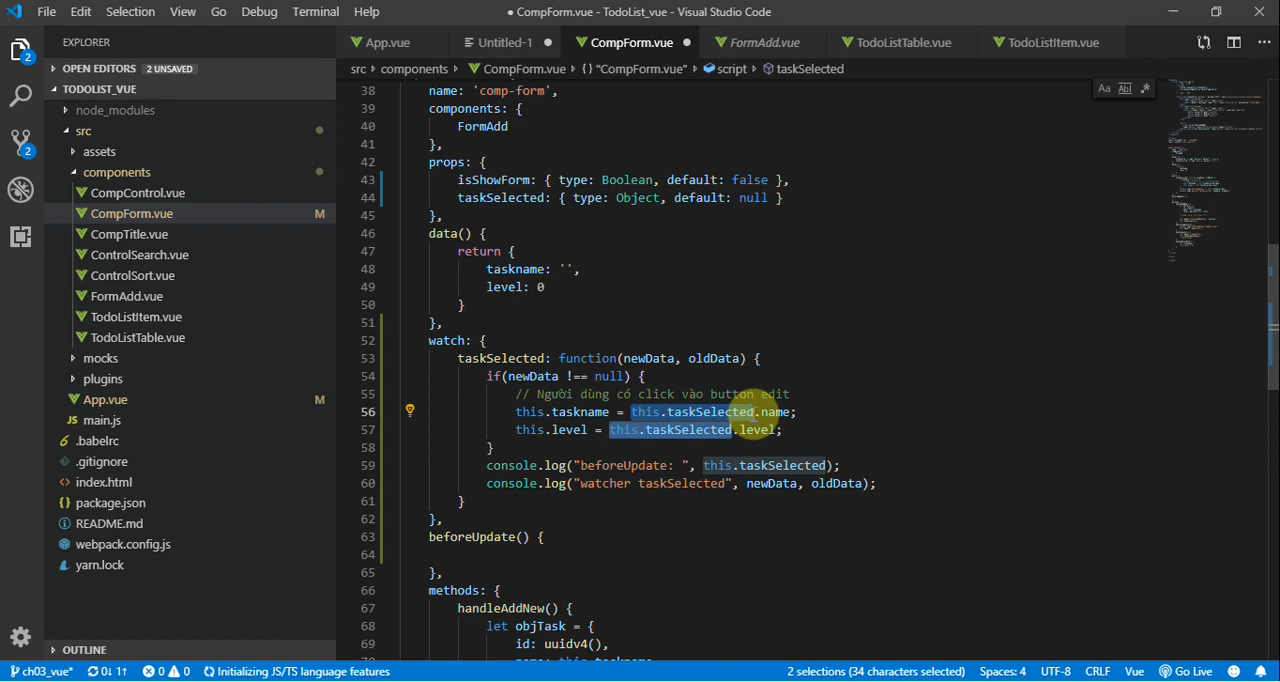 File Edit Selection View Go Debug Terminal Help ● CompForm.vue - TodoList_vue - Visual Studio Code
EXPLORER
OPEN EDITORS 2 UNSAVED
TODOLIST_VUE
node_modules
src
assets
components
CompControl.vue
CompForm.vue M
CompTitle.vue
ControlSearch.vue
ControlSort.vue
FormAdd.vue
TodoListItem.vue
TodoListTable.vue
mocks
plugins
App.vue M
main.js
.babelrc
.gitignore
index.html
package.json
README.md
webpack.config.js
yarn.lock
OUTLINE
2
2
App.vue Untitled-1 ● CompForm.vue ● FormAdd.vue TodoListTable.vue TodoListItem.vue
src components CompForm.vue {} "CompForm.vue" script taskSelected
Aa Abl .*
38 name: 'comp-form',
39 components: {
40 FormAdd
41 },
42 props: {
43 isShowForm: { type: Boolean, default: false },
44 taskSelected: { type: Object, default: null }
45 },
46 data() {
47 return {
48 taskname: '',
49 level: 0
50 }
51 },
52 watch: {
53 taskSelected: function(newData, oldData) {
54 if(newData !== null) {
55 // Người dùng có click vào button edit
56 this.taskname = this.taskSelected.name;
57 this.level = this.taskSelected.level;
58 }
59 console.log("beforeUpdate: ", this.taskSelected);
60 console.log("watcher taskSelected", newData, oldData);
61 }
62 },
63 beforeUpdate() {
64
65 },
66 methods: {
67 handleAddNew() {
68 let objTask = {
69 id: uuidv4(),
ch03_vue* 0↓ 1↑ 0 0 Initializing JS/TS language features 2 selections (34 characters selected) Spaces: 4 UTF-8 CRLF Vue Go Live